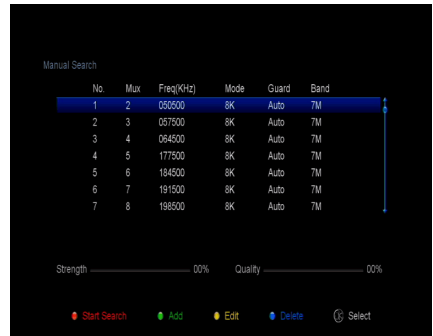 Manual Search
No. Mux Freq(KHz) Mode Guard Band
1 2 050500 8K Auto 7M
2 3 057500 8K Auto 7M
3 4 064500 8K Auto 7M
4 5 177500 8K Auto 7M
5 6 184500 8K Auto 7M
6 7 191500 8K Auto 7M
7 8 198500 8K Auto 7M
Strength 00% Quality 00%
Start Search Add Edit Delete Select